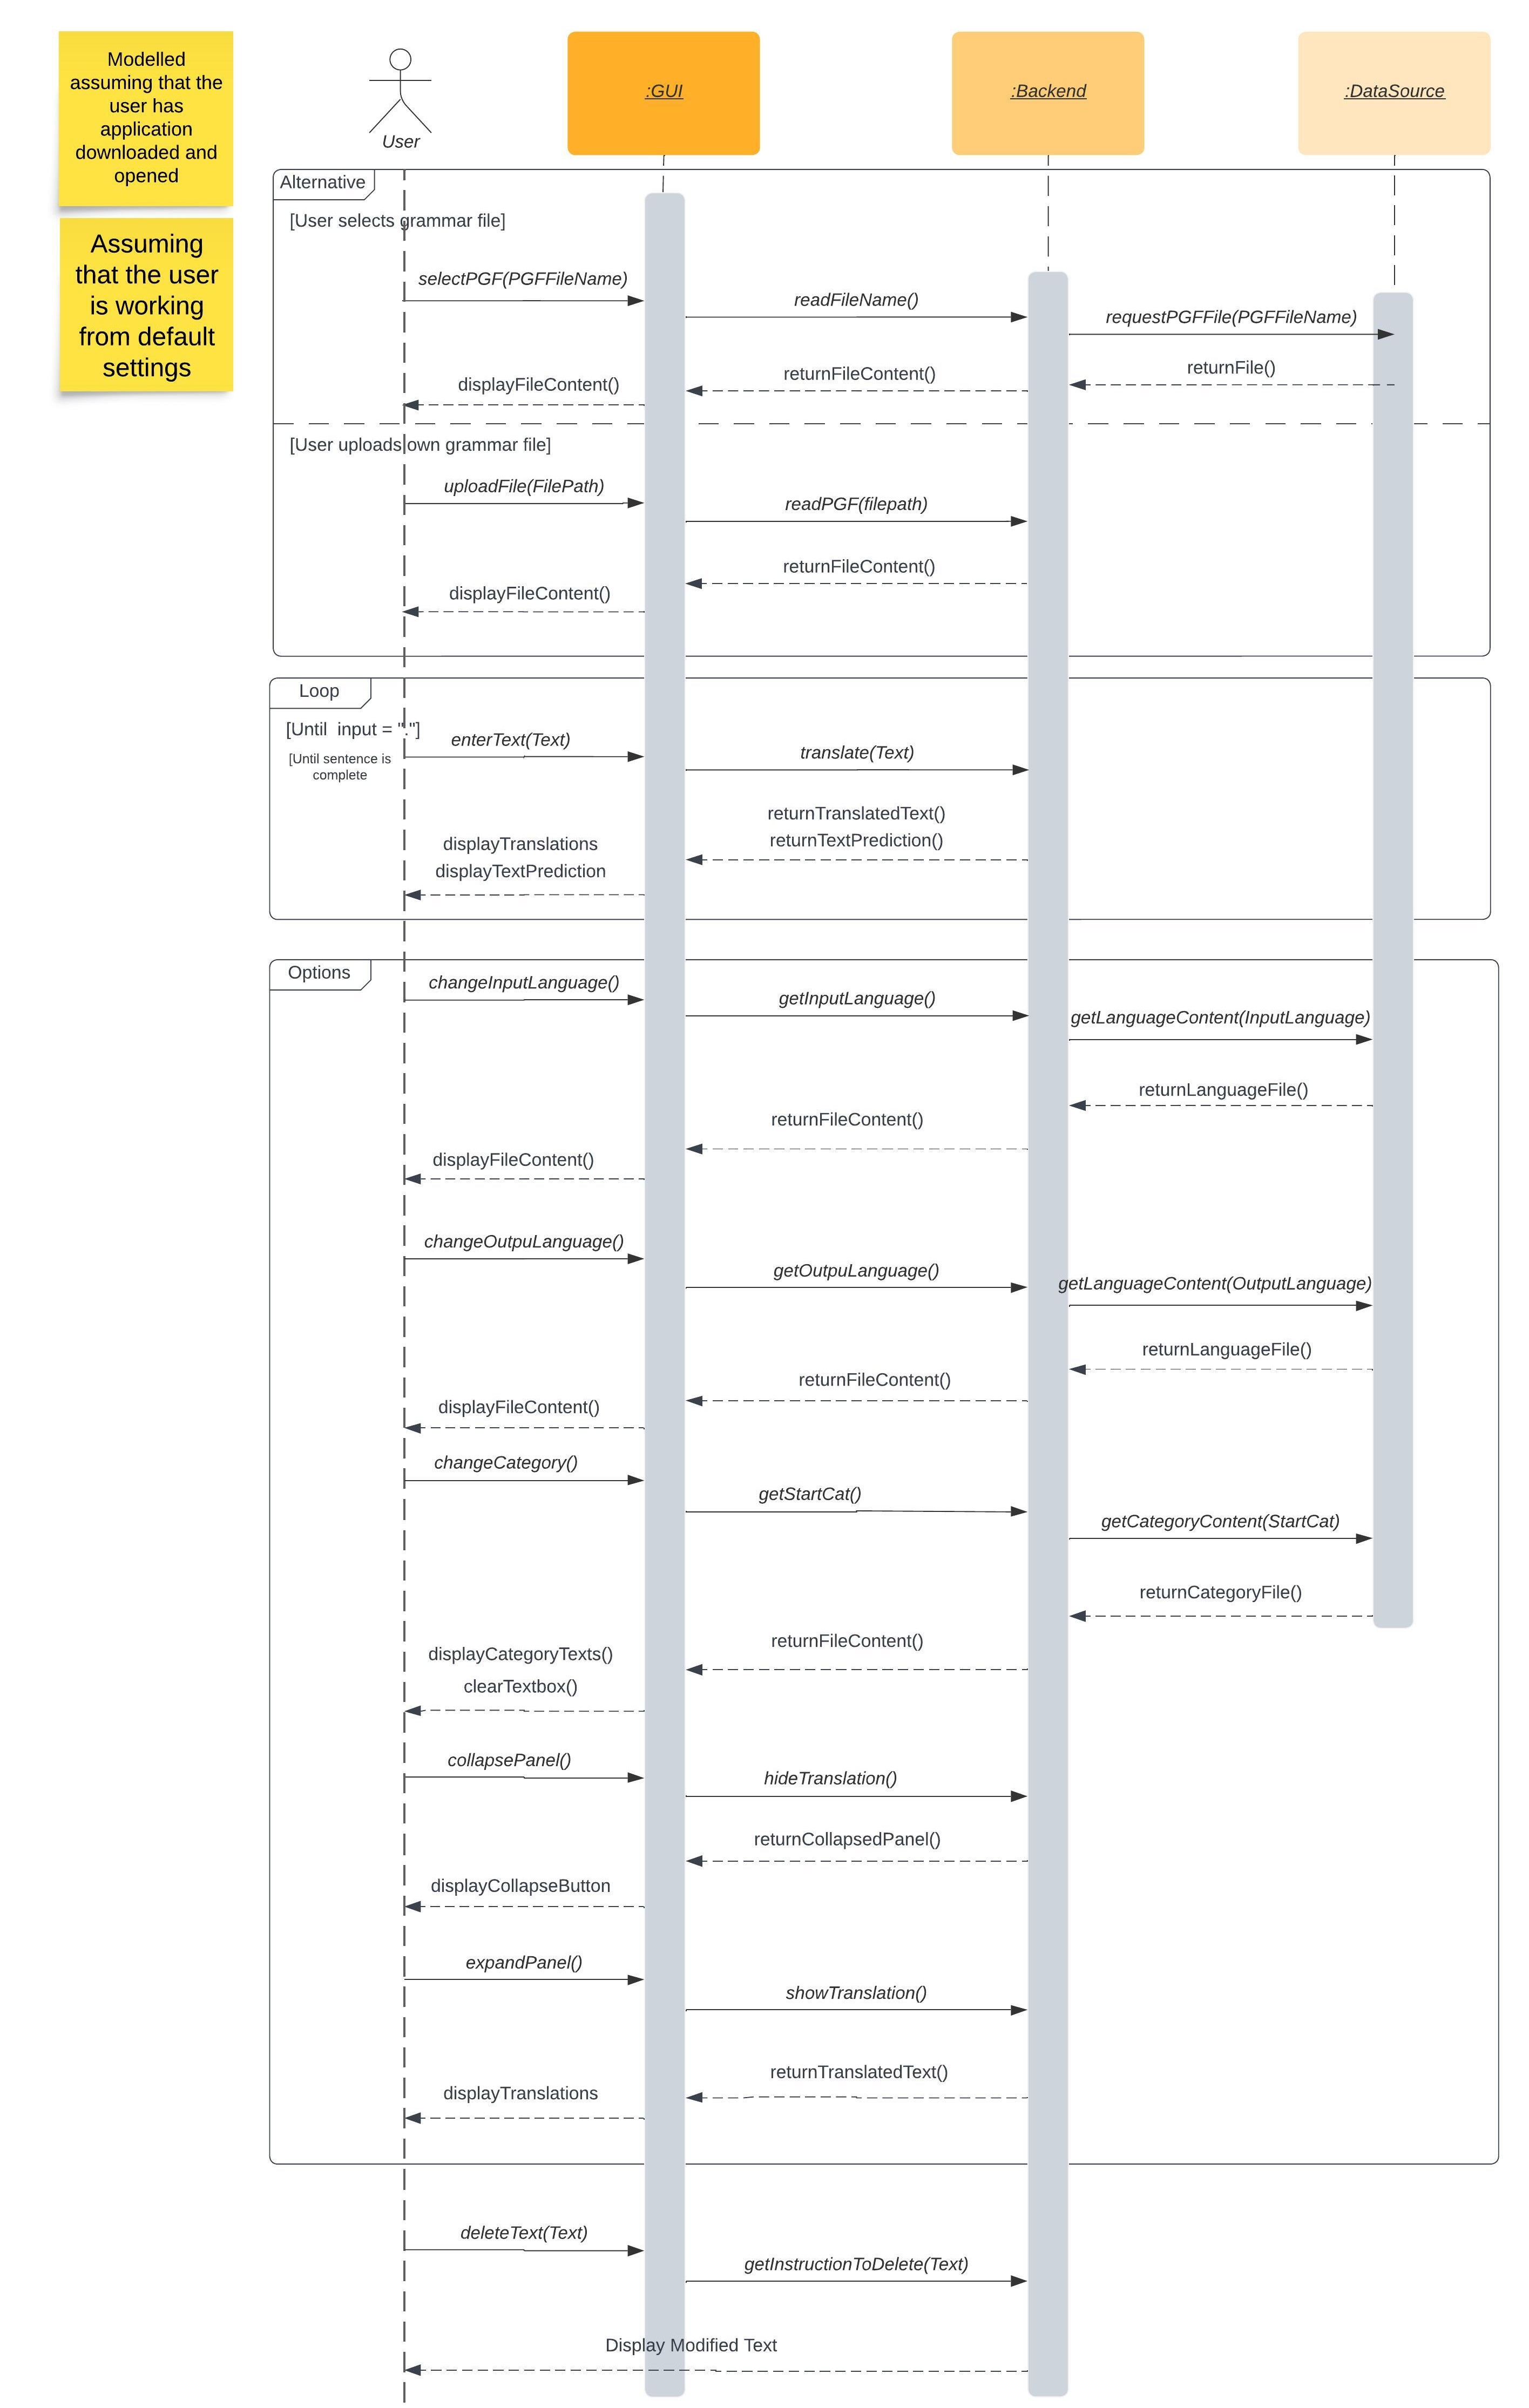 Modelled
assuming that the
user has
application
downloaded and
opened
Assuming
that the user
is working
from default
settings
User
:GUI
:Backend
:DataSource
Alternative
[User selects grammar file]
selectPGF(PGFFileName)
readFileName()
requestPGFFile(PGFFileName)
returnFile()
returnFileContent()
displayFileContent()
[User uploads own grammar file]
uploadFile(FilePath)
readPGF(filepath)
returnFileContent()
displayFileContent()
Loop
[Until  input = "."]
[Until sentence is
complete
enterText(Text)
translate(Text)
returnTranslatedText()
returnTextPrediction()
displayTranslations
displayTextPrediction
Options
changeInputLanguage()
getInputLanguage()
getLanguageContent(InputLanguage)
returnLanguageFile()
returnFileContent()
displayFileContent()
changeOutpuLanguage()
getOutpuLanguage()
getLanguageContent(OutputLanguage)
returnLanguageFile()
returnFileContent()
displayFileContent()
changeCategory()
getStartCat()
getCategoryContent(StartCat)
returnCategoryFile()
returnFileContent()
displayCategoryTexts()
clearTextbox()
collapsePanel()
hideTranslation()
returnCollapsedPanel()
displayCollapseButton
expandPanel()
showTranslation()
returnTranslatedText()
displayTranslations
deleteText(Text)
getInstructionToDelete(Text)
Display Modified Text